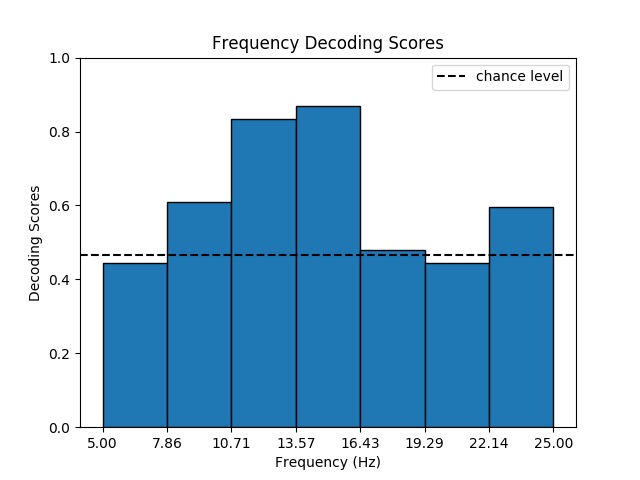 Frequency Decoding Scores
1.0
chance level
0.8
0.6
0.4
0.2
0.0
Decoding Scores
5.00 7.86 10.71 13.57 16.43 19.29 22.14 25.00
Frequency (Hz)